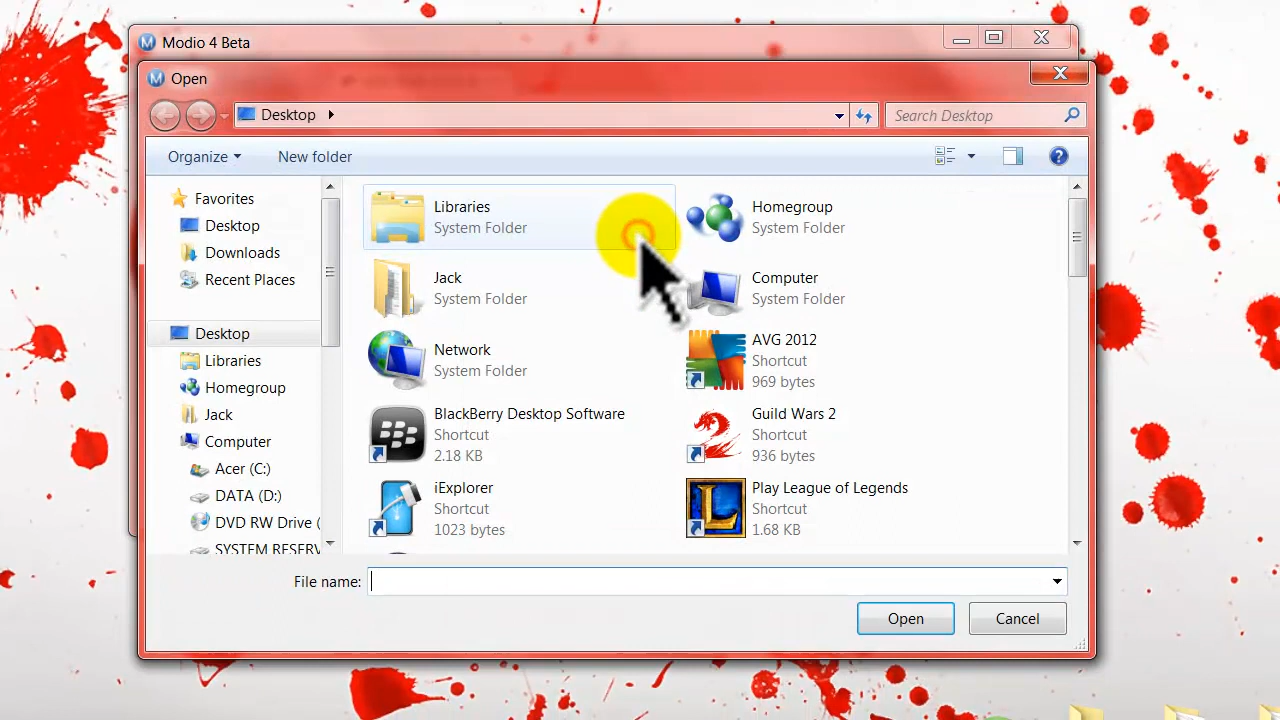 Modio 4 Beta
Open
Desktop
Search Desktop
Organize
New folder
Favorites
Desktop
Downloads
Recent Places
Desktop
Libraries
Homegroup
Jack
Computer
Acer (C:)
DATA (D:)
DVD RW Drive (
SYSTEM RESERV
Libraries
System Folder
Homegroup
System Folder
Jack
System Folder
Computer
System Folder
Network
System Folder
AVG 2012
Shortcut
969 bytes
BlackBerry Desktop Software
Shortcut
2.18 KB
Guild Wars 2
Shortcut
936 bytes
iExplorer
Shortcut
1023 bytes
Play League of Legends
Shortcut
1.68 KB
File name:
Open
Cancel